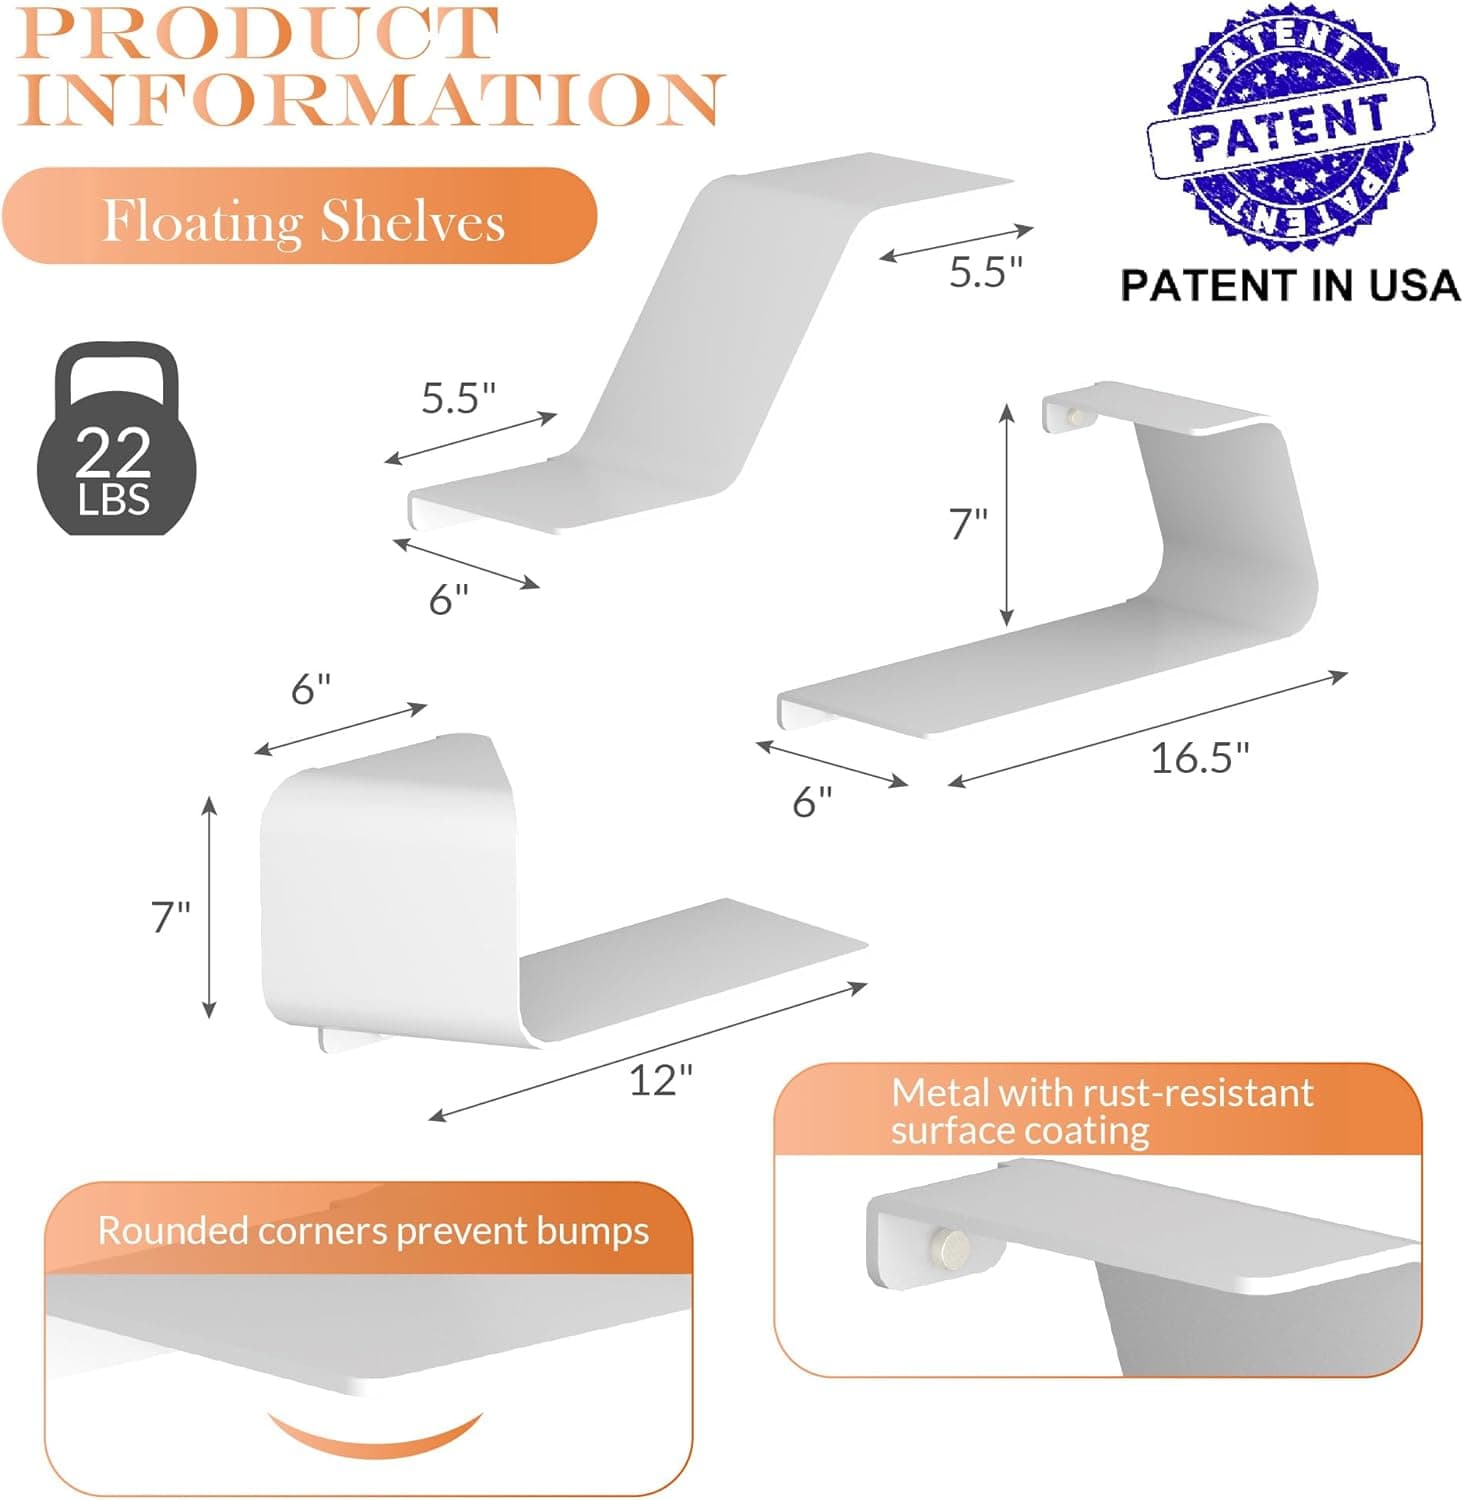 PRODUCT
INFORMATION
Floating Shelves
PATENT
PATENT
PATENT
PATENT IN USA
22
LBS
5.5"
5.5"
6"
7"
16.5"
6"
6"
7"
12"
Metal with rust-resistant
surface coating
Rounded corners prevent bumps